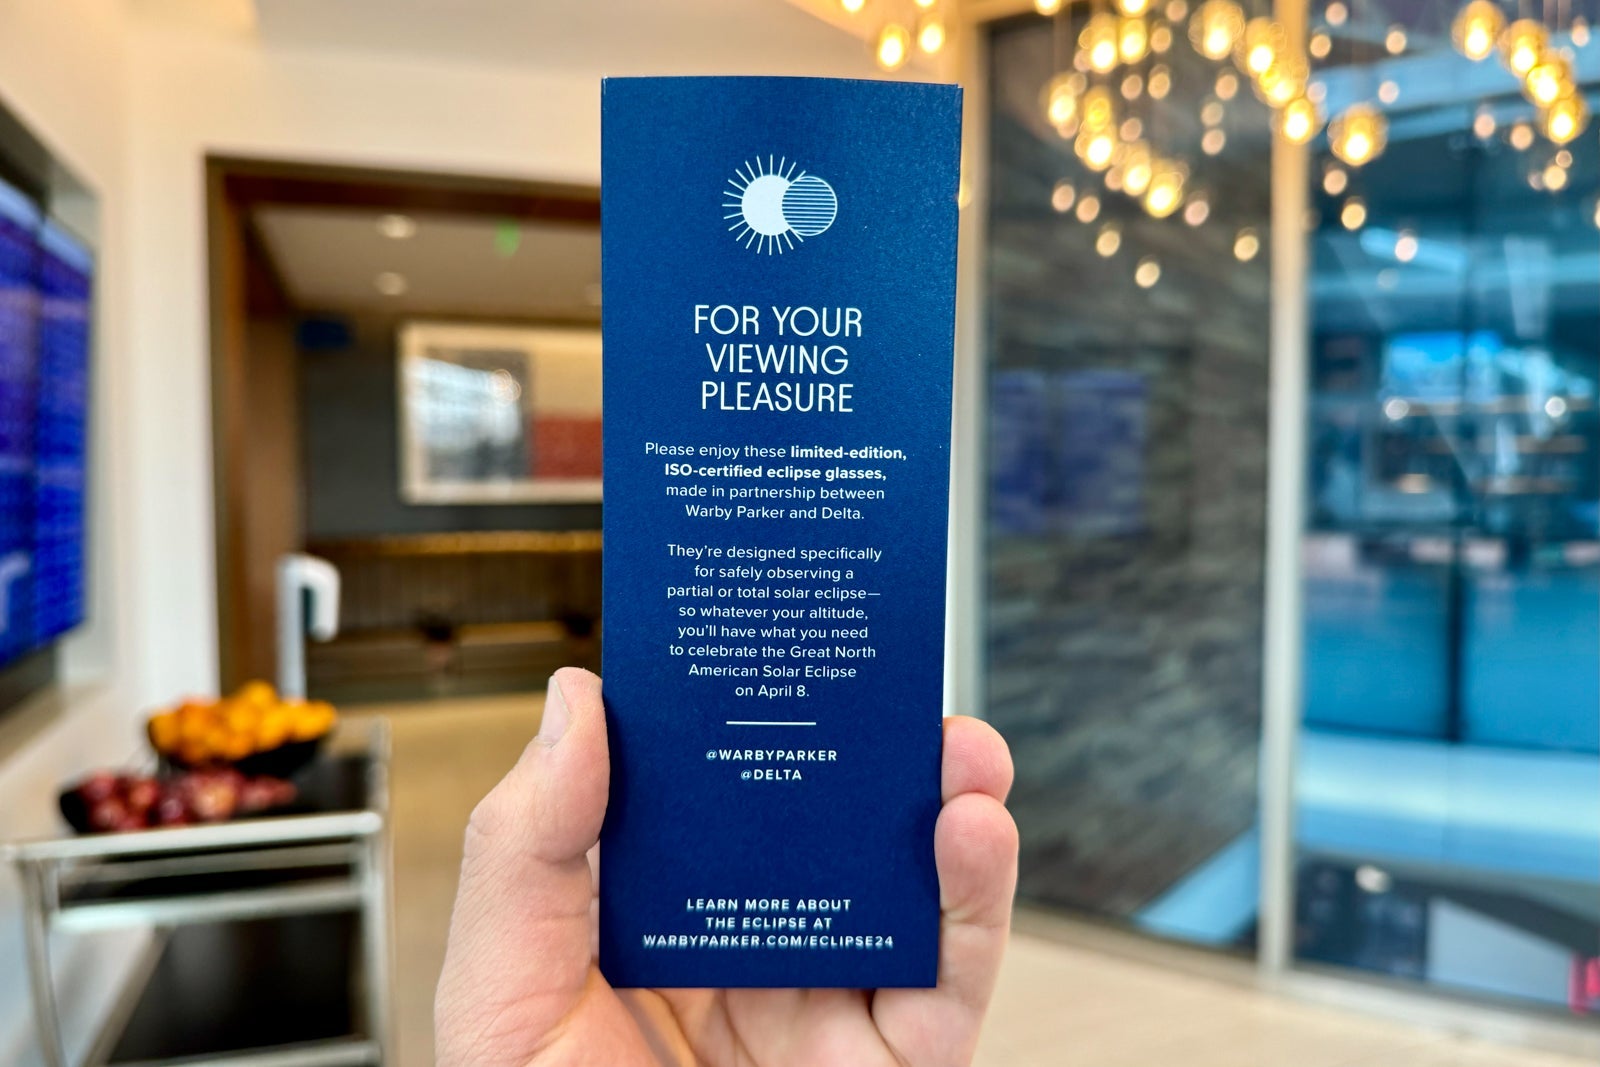 FOR YOUR
VIEWING
PLEASURE
Please enjoy these limited-edition,
ISO-certified eclipse glasses,
made in partnership between
Warby Parker and Delta.
They’re designed specifically
for safely observing a
partial or total solar eclipse—
so whatever your altitude,
you’ll have what you need
to celebrate the Great North
American Solar Eclipse
on April 8.
@WARBYPARKER
@DELTA
LEARN MORE ABOUT
THE ECLIPSE AT
WARBYPARKER.COM/ECLIPSE24